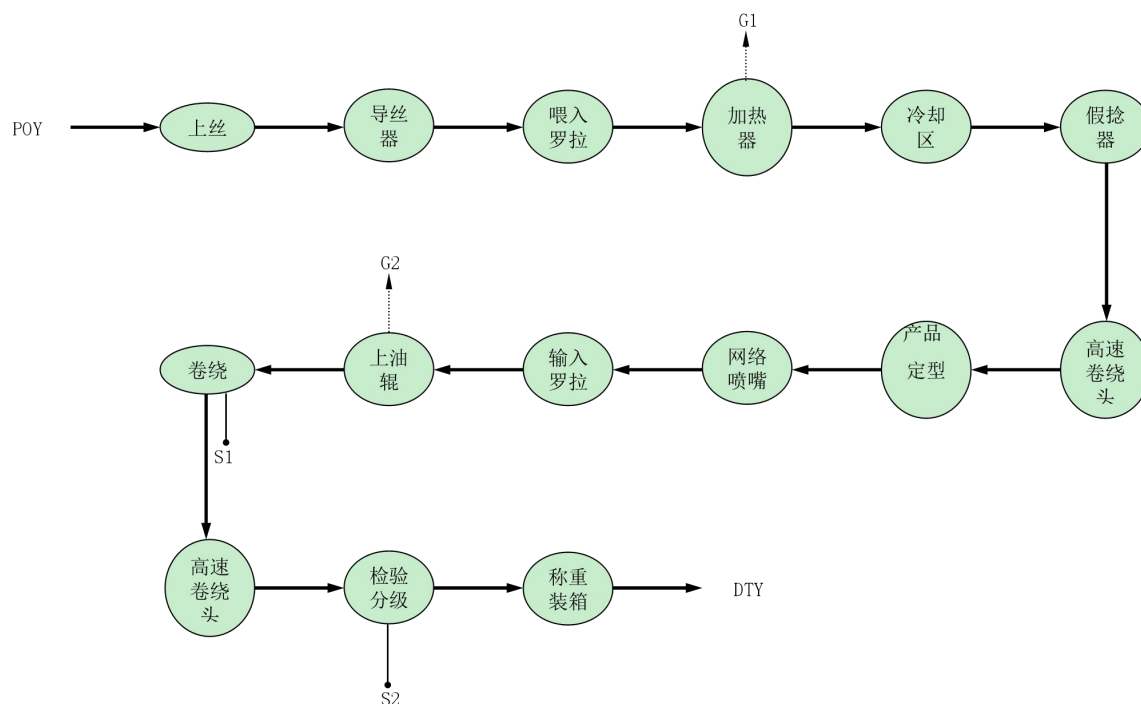 G1
POY
上丝
导丝
器
喂入
罗拉
加热
器
冷却
区
假捻
器
G2
卷绕
上油
辊
输入
罗拉
网络
喷嘴
产品
定型
高速
卷绕
头
S1
高速
卷绕
头
检验
分级
称重
装箱
DTY
S2